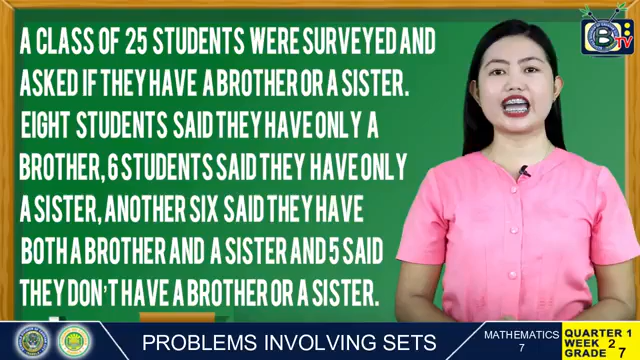 A CLASS OF 25 STUDENTS WERE SURVEYED AND
ASKED IF THEY HAVE A BROTHER OR A SISTER.
EIGHT STUDENTS SAID THEY HAVE ONLY A
BROTHER, 6 STUDENTS SAID THEY HAVE ONLY
A SISTER, ANOTHER SIX SAID THEY HAVE
BOTH A BROTHER AND A SISTER AND 5 SAID
THEY DON'T HAVE A BROTHER OR A SISTER.
B
TV
PROBLEMS INVOLVING SETS
MATHEMATICS
7
QUARTER 1
WEEK 2
GRADE 7